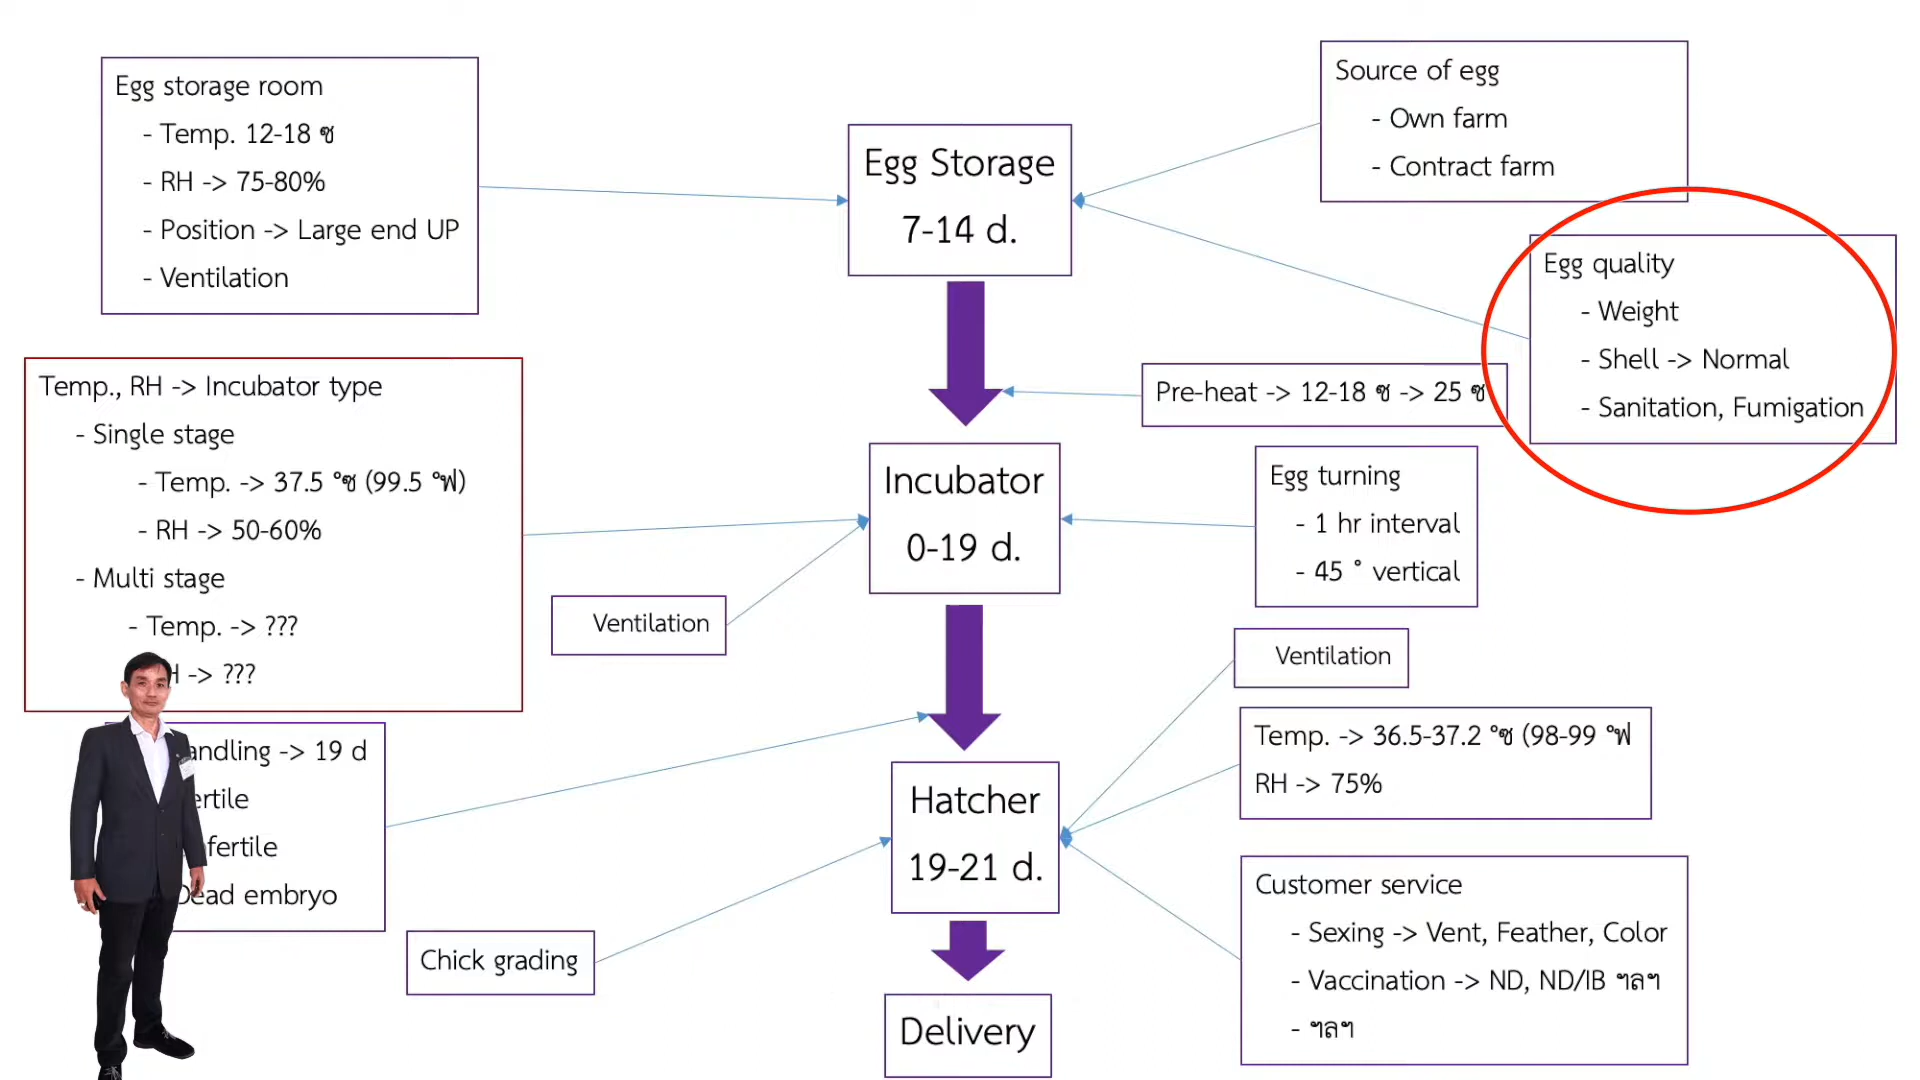 Egg storage room
- Temp. 12-18 ซ
- RH -> 75-80%
- Position -> Large end UP
- Ventilation
Egg Storage
7-14 d.
Source of egg
- Own farm
- Contract farm
Egg quality
- Weight
- Shell -> Normal
- Sanitation, Fumigation
Pre-heat -> 12-18 ซ -> 25 ซ
Temp., RH -> Incubator type
- Single stage
- Temp. -> 37.5 °ซ (99.5 °ฟ)
- RH -> 50-60%
- Multi stage
- Temp. -> ???
-> ???
Incubator
0-19 d.
Egg turning
- 1 hr interval
- 45 ° vertical
Ventilation
Ventilation
Temp. -> 36.5-37.2 °ซ (98-99 °ฟ
RH -> 75%
-> 19 d
Dead embryo
Hatcher
19-21 d.
Chick grading
Customer service
- Sexing -> Vent, Feather, Color
- Vaccination -> ND, ND/IB ฯลฯ
- ฯลฯ
Delivery